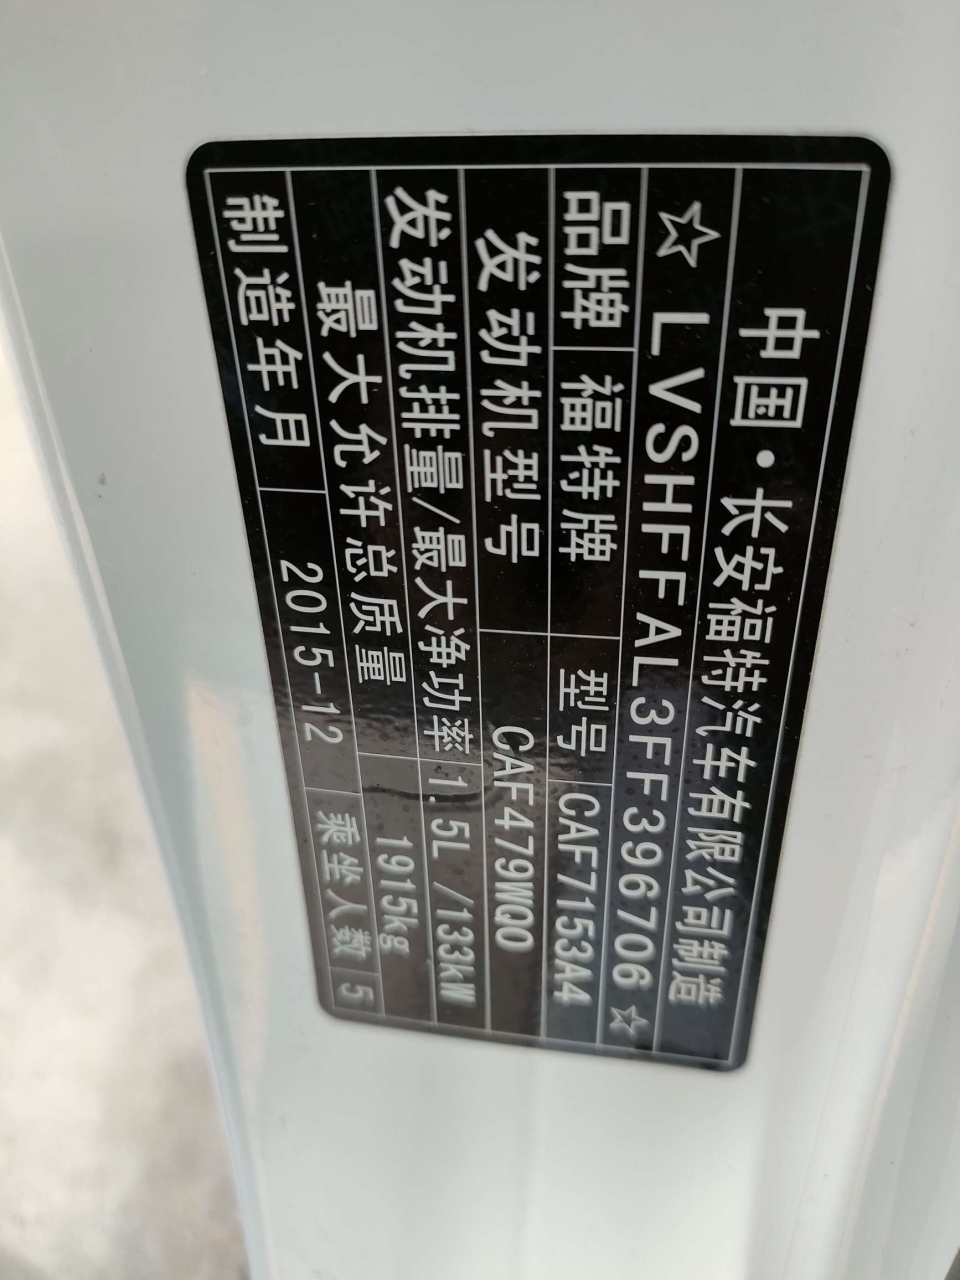 中国·长安福特汽车有限公司制造
☆LVSHFFAL3FF396706☆
品牌 福特牌 型号 CAF7153A4
发动机型号 CAF479WQ0
发动机排量/最大净功率 1.5L/133kW
最大允许总质量 1915kg
制造年月 2015-12 乘坐人数 5